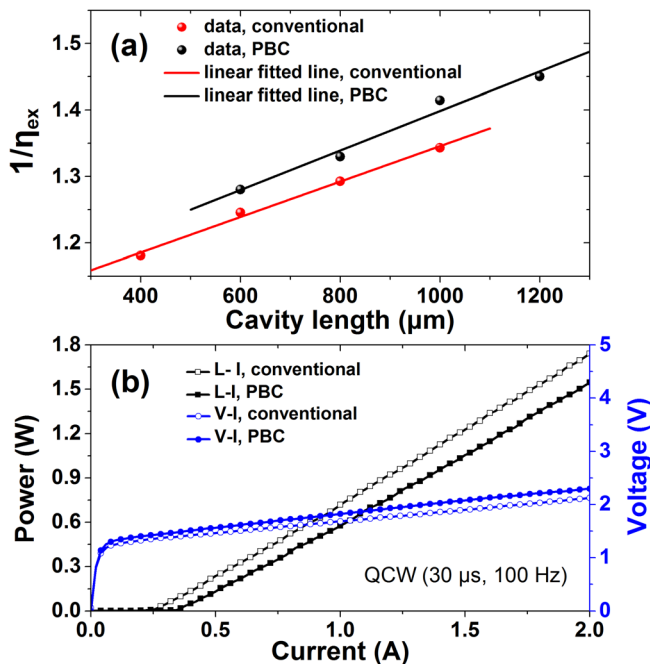 (a)
data, conventional
data, PBC
linear fitted line, conventional
linear fitted line, PBC
1/ηex
1.5
1.4
1.3
1.2
400 600 800 1000 1200
Cavity length (μm)
(b)
L- I, conventional
L-I, PBC
V-I, conventional
V-I, PBC
Power (W)
1.8
1.5
1.2
0.9
0.6
0.3
0.0
Voltage (V)
5
4
3
2
1
0
QCW (30 μs, 100 Hz)
0.0 0.5 1.0 1.5 2.0
Current (A)